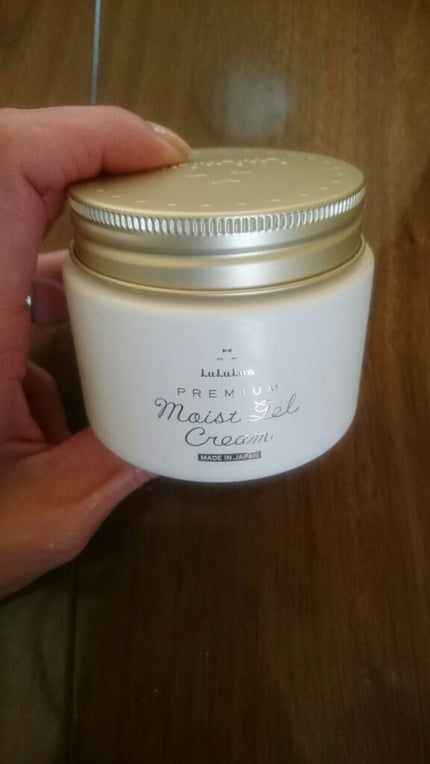 LuLuLun
PREMIUM
Moist Gel
Cream
MADE IN JAPAN